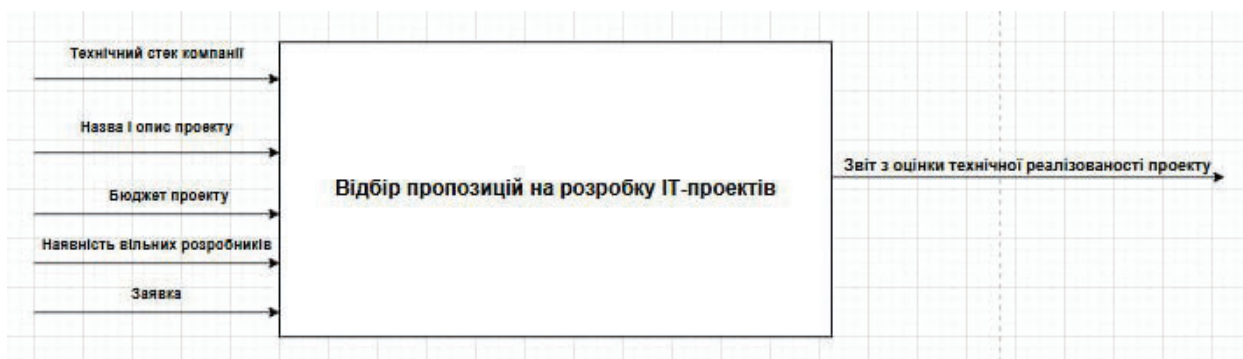 Технічний стек компанії
Назва і опис проекту
Бюджет проекту
Наявність вільних розробників
Заявка
Відбір пропозицій на розробку ІТ-проектів
Звіт з оцінки технічної реалізованості проекту